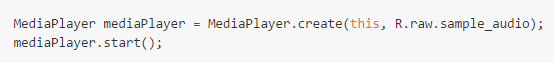 MediaPlayer mediaPlayer = MediaPlayer.create(this, R.raw.sample_audio);
mediaPlayer.start();